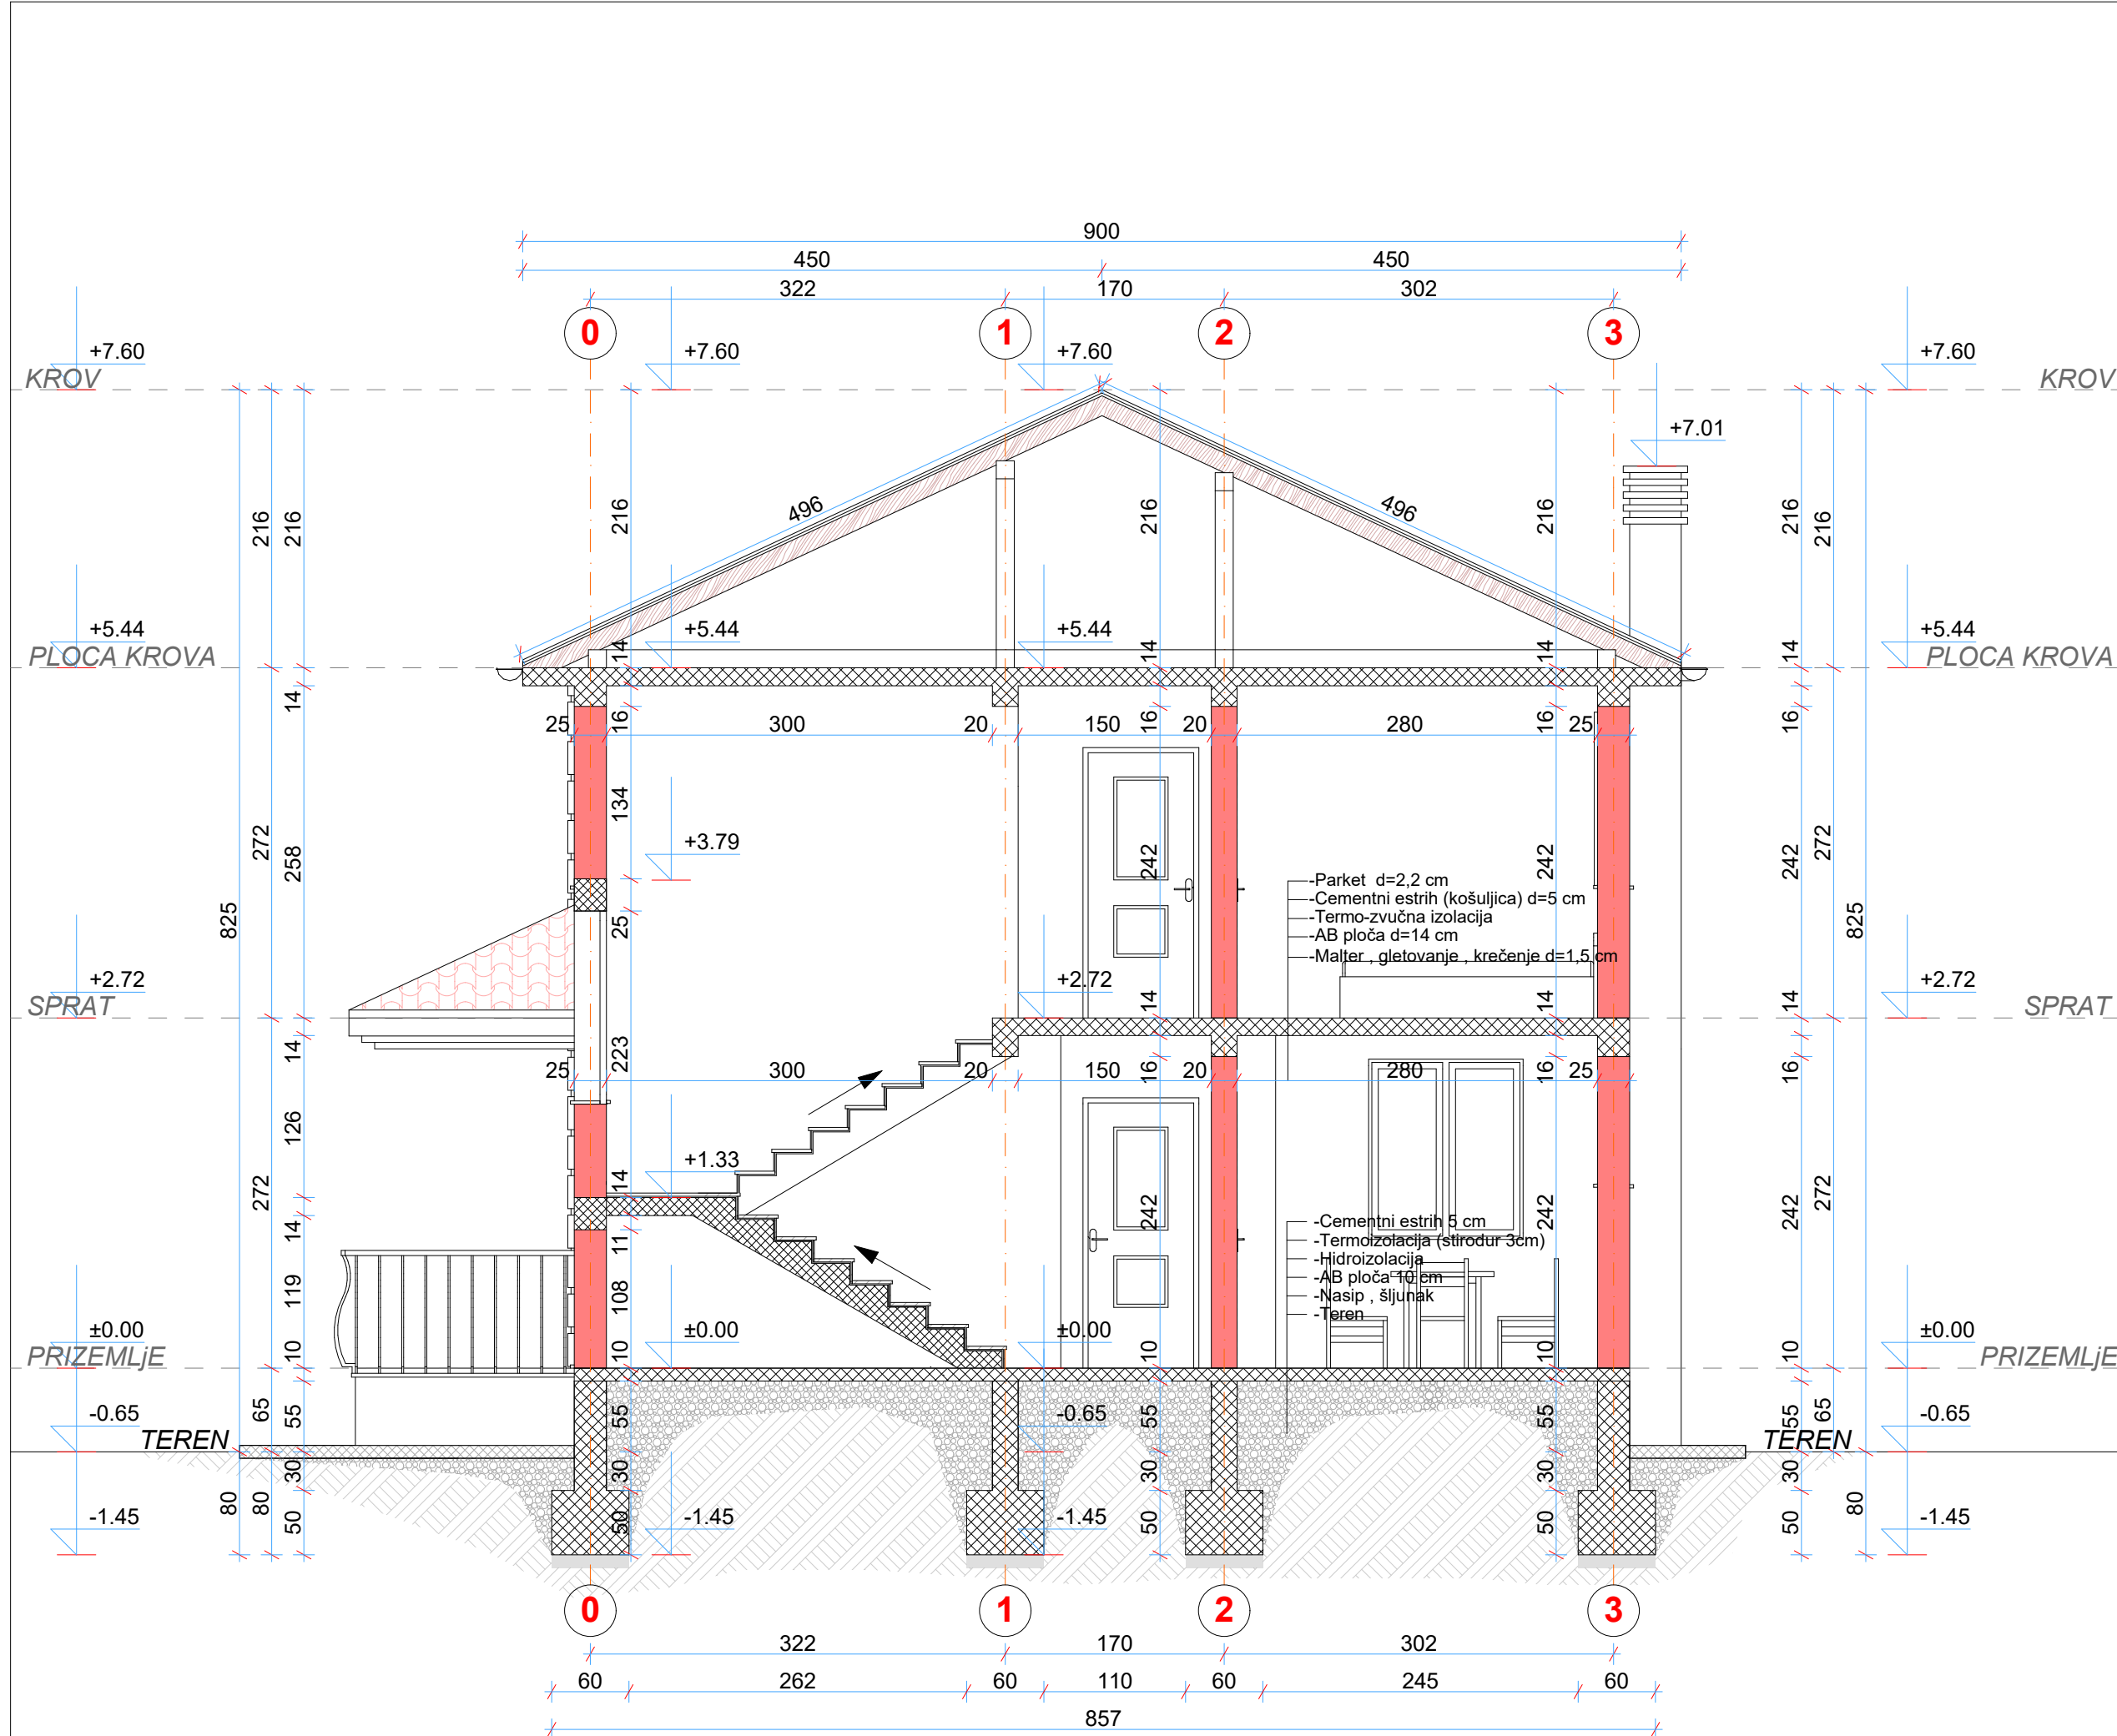 900
450 450
322 170 302
0 1 2 3
+7.60 +7.60 +7.60 +7.60
KROV KROV
+7.01
496 496
216 216 216 216 216 216 216
+5.44 +5.44 +5.44 +5.44
PLOCA KROVA PLOCA KROVA
14 14 14 14
14
16 16 16 16
25 300 20 150 20 280 25
134
+3.79
272 258 242 242 242 272
825 825
25
-Parket d=2,2 cm
-Cementni estrih (košuljica) d=5 cm
-Termo-zvučna izolacija
-AB ploča d=14 cm
-Malter , gletovanje , krečenje d=1,5 cm
+2.72 +2.72 +2.72
SPRAT SPRAT
14 14 14
14 223 16 16 16
25 300 20 150 20 280 25
126
+1.33
14
272 14 11 242 242 242 272
-Cementni estrih 5 cm
-Termoizolacija (stirodur 3cm)
-Hidroizolacija
-AB ploča 10 cm
-Nasip , šljunak
-Teren
119 108
±0.00 ±0.00 ±0.00 ±0.00
PRIZEMLjE PRIZEMLjE
10 10 10 10 10
65 55 55 55 55 55 65
-0.65 -0.65 -0.65
TEREN TEREN
30 30 30 30 30
80 80 50 50 50 50 50 80
-1.45 -1.45 -1.45 -1.45
0 1 2 3
322 170 302
60 262 60 110 60 245 60
857